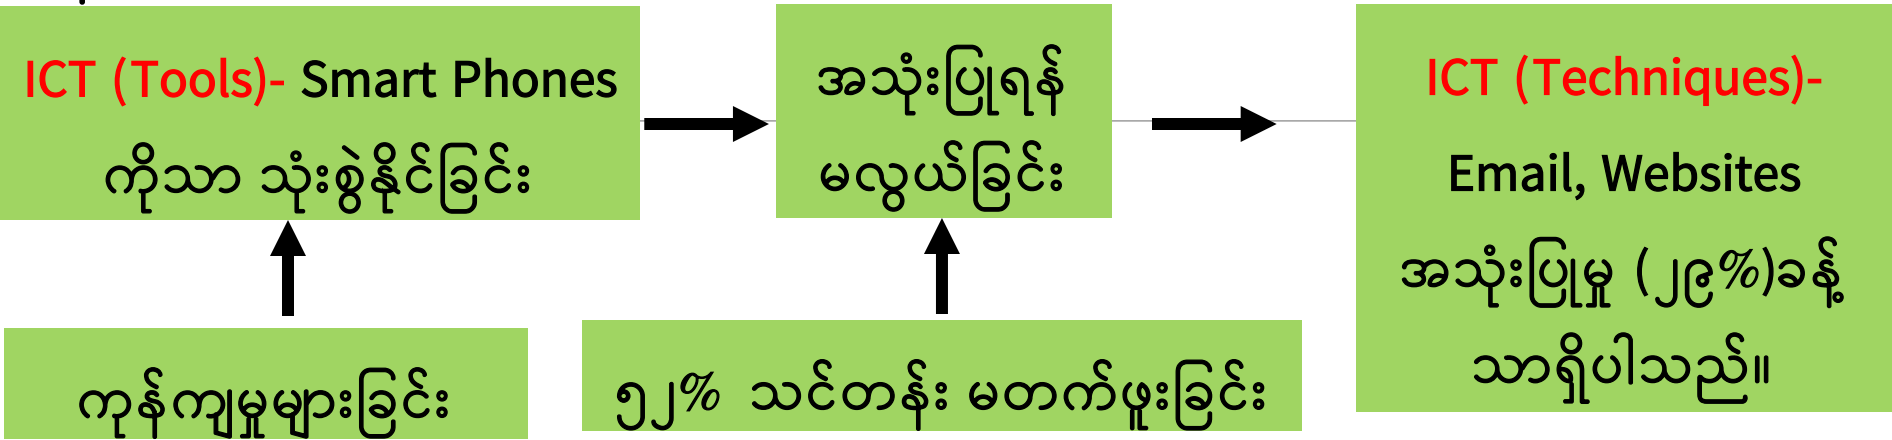 ICT (Tools)- Smart Phones
ကိုသာ သုံးစွဲနိုင်ခြင်း
အသုံးပြုရန်
မလွယ်ခြင်း
ICT (Techniques)-
Email, Websites
အသုံးပြုမှု (၂၉%)ခန့်
သာရှိပါသည်။
ကုန်ကျမှုများခြင်း
၅၂% သင်တန်း မတက်ဖူးခြင်း